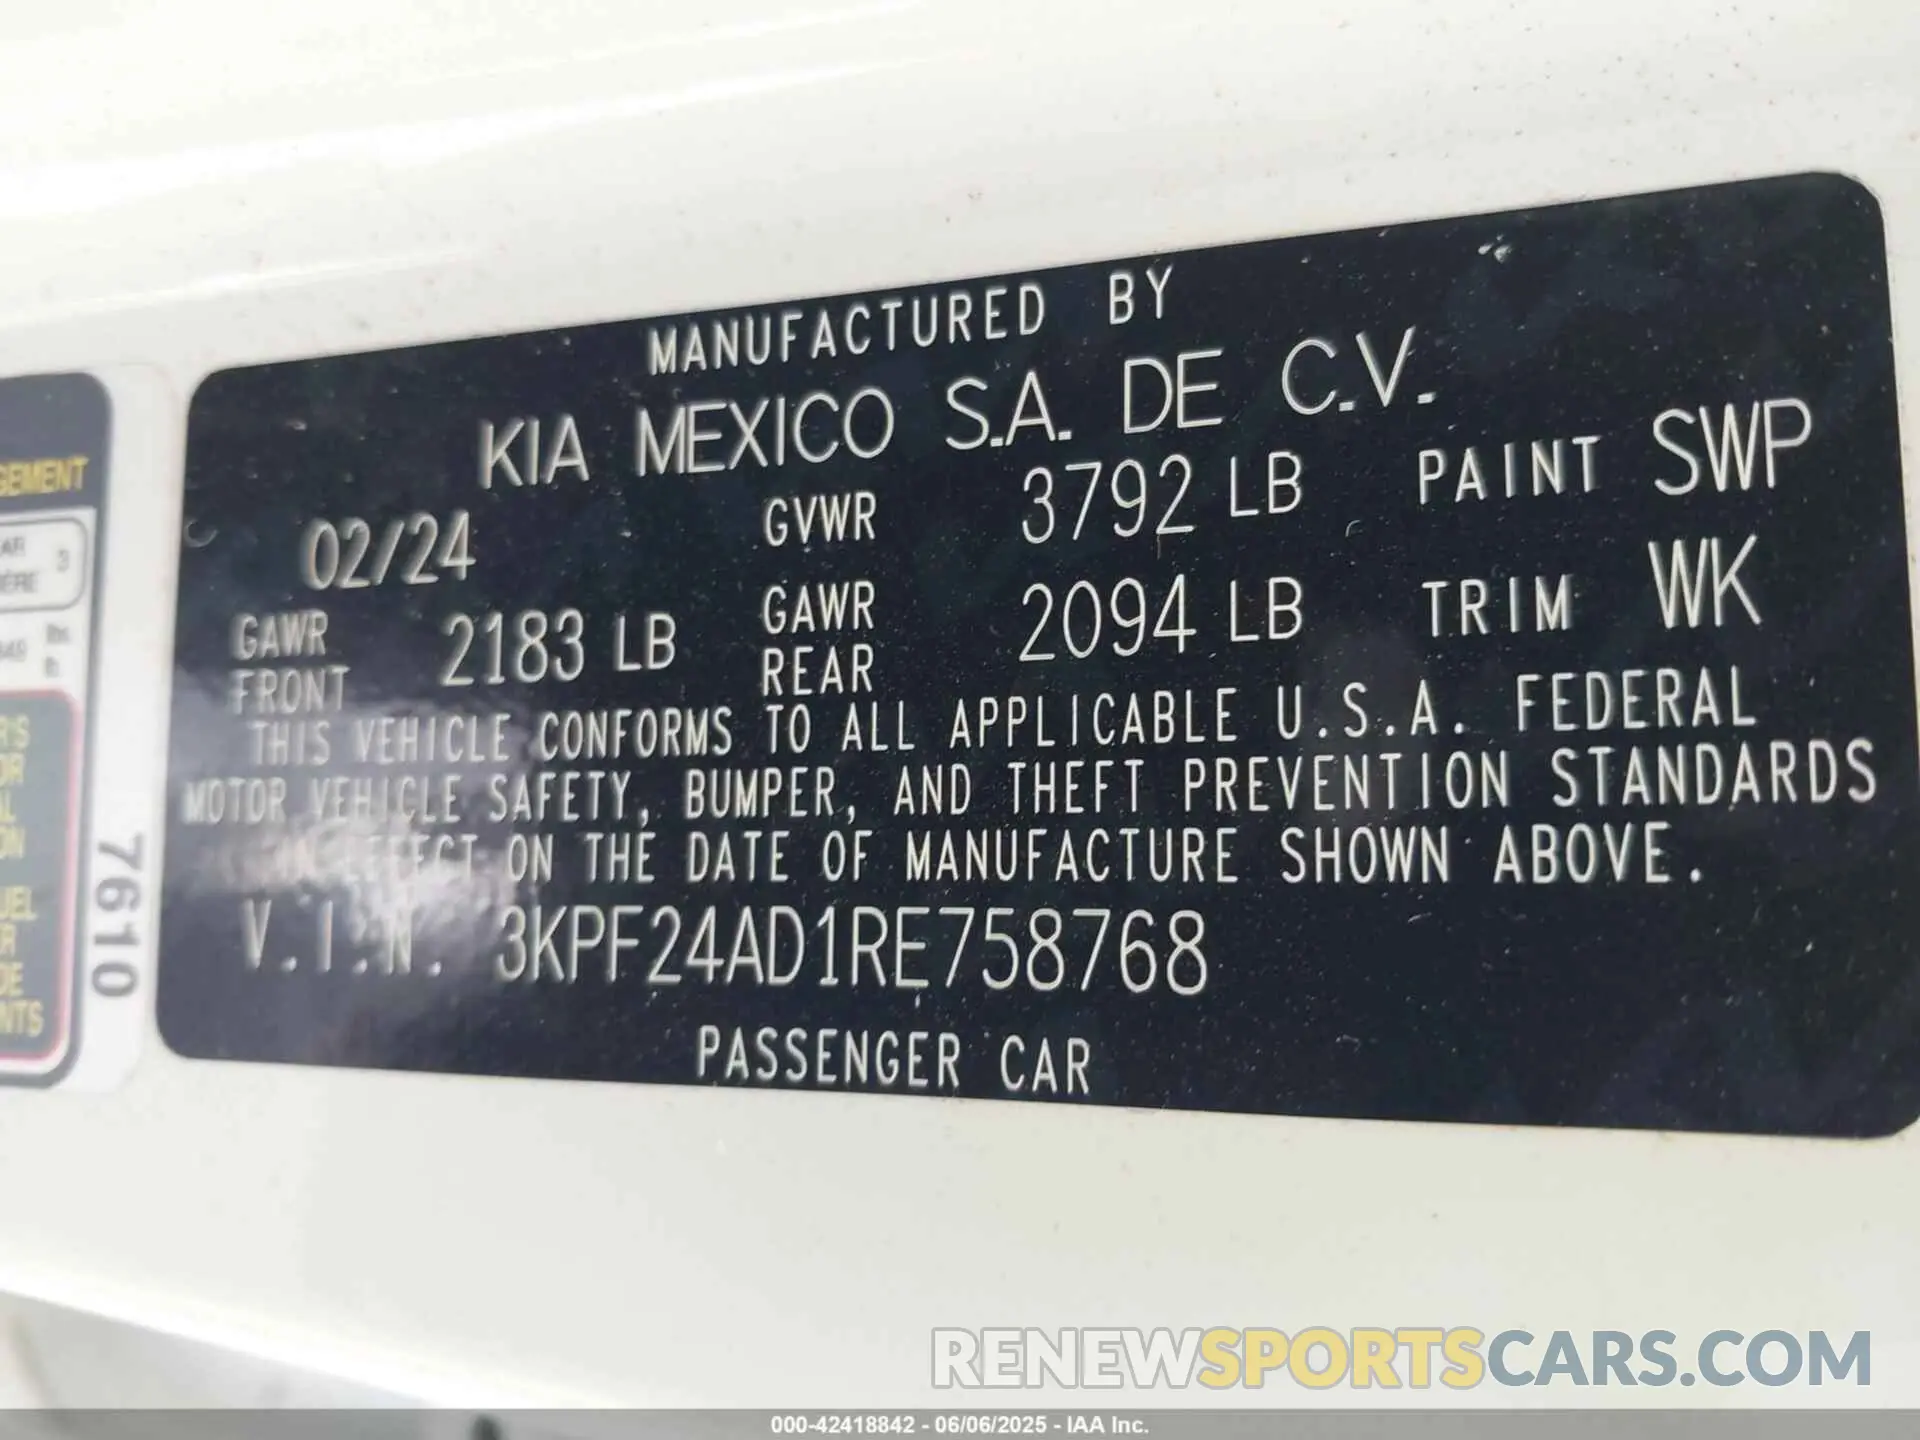 MANUFACTURED BY
KIA MEXICO S.A. DE C.V.
02/24 GVWR 3792 LB PAINT SWP
GAWR FRONT 2183 LB GAWR REAR 2094 LB TRIM WK
THIS VEHICLE CONFORMS TO ALL APPLICABLE U.S.A. FEDERAL
MOTOR VEHICLE SAFETY, BUMPER, AND THEFT PREVENTION STANDARDS
EFFECT ON THE DATE OF MANUFACTURE SHOWN ABOVE.
V.I.N. 3KPF24AD1RE758768
PASSENGER CAR
3
lbs.
7610
RENEWSPORTSCARS.COM
000-42418842 - 06/06/2025 - IAA Inc.